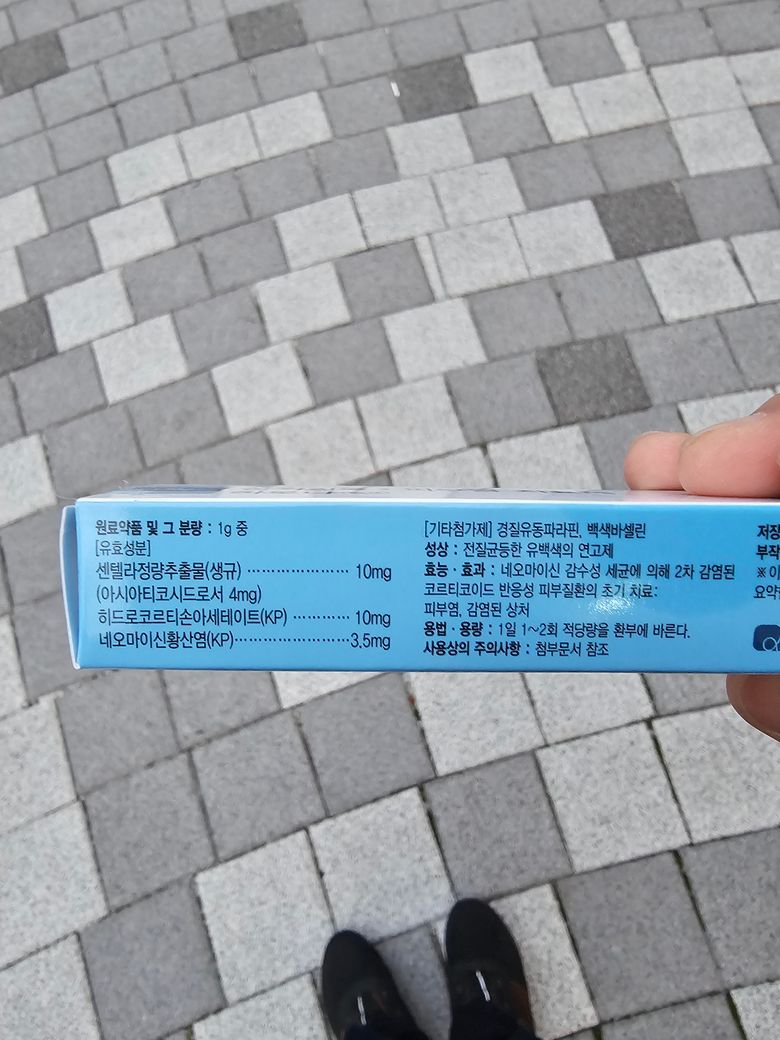 원료약품 및 그 분량 : 1g 중
[유효성분]
센텔라정량추출물(생규) ····················· 10mg
(아시아티코시드로서 4mg)
히드로코르티손아세테이트(KP) ············ 10mg
네오마이신황산염(KP)························3.5mg
[기타첨가제] 경질유동파라핀, 백색바셀린
성상 : 전질균등한 유백색의 연고제
효능 · 효과 : 네오마이신 감수성 세균에 의해 2차 감염된
코르티코이드 반응성 피부질환의 초기 치료:
피부염, 감염된 상처
용법 · 용량 : 1일 1~2회 적당량을 환부에 바른다.
사용상의 주의사항 : 첨부문서 참조
저장
부작
※ 이
요약